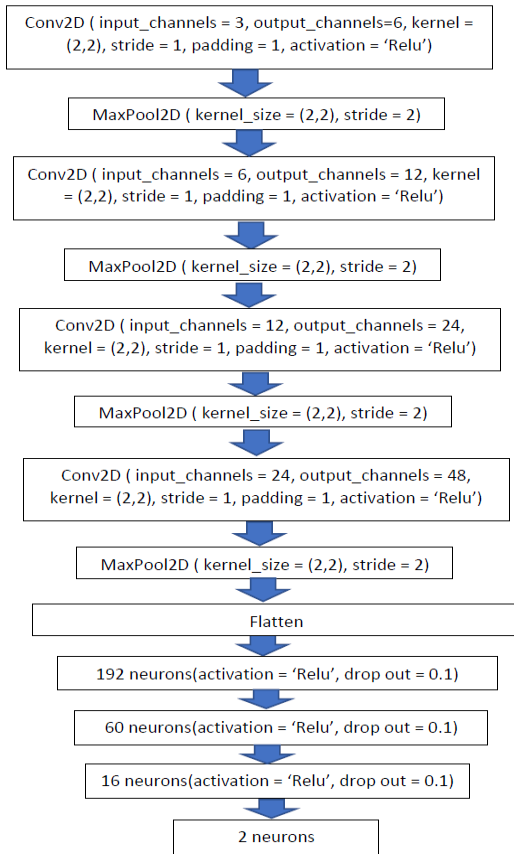 Conv2D ( input_channels = 3, output_channels=6, kernel =
(2,2), stride = 1, padding = 1, activation = ‘Relu’)
MaxPool2D ( kernel_size = (2,2), stride = 2)
Conv2D ( input_channels = 6, output_channels = 12, kernel
= (2,2), stride = 1, padding = 1, activation = ‘Relu’)
MaxPool2D ( kernel_size = (2,2), stride = 2)
Conv2D ( input_channels = 12, output_channels = 24,
kernel = (2,2), stride = 1, padding = 1, activation = ‘Relu’)
MaxPool2D ( kernel_size = (2,2), stride = 2)
Conv2D ( input_channels = 24, output_channels = 48,
kernel = (2,2), stride = 1, padding = 1, activation = ‘Relu’)
MaxPool2D ( kernel_size = (2,2), stride = 2)
Flatten
192 neurons(activation = ‘Relu’, drop out = 0.1)
60 neurons(activation = ‘Relu’, drop out = 0.1)
16 neurons(activation = ‘Relu’, drop out = 0.1)
2 neurons